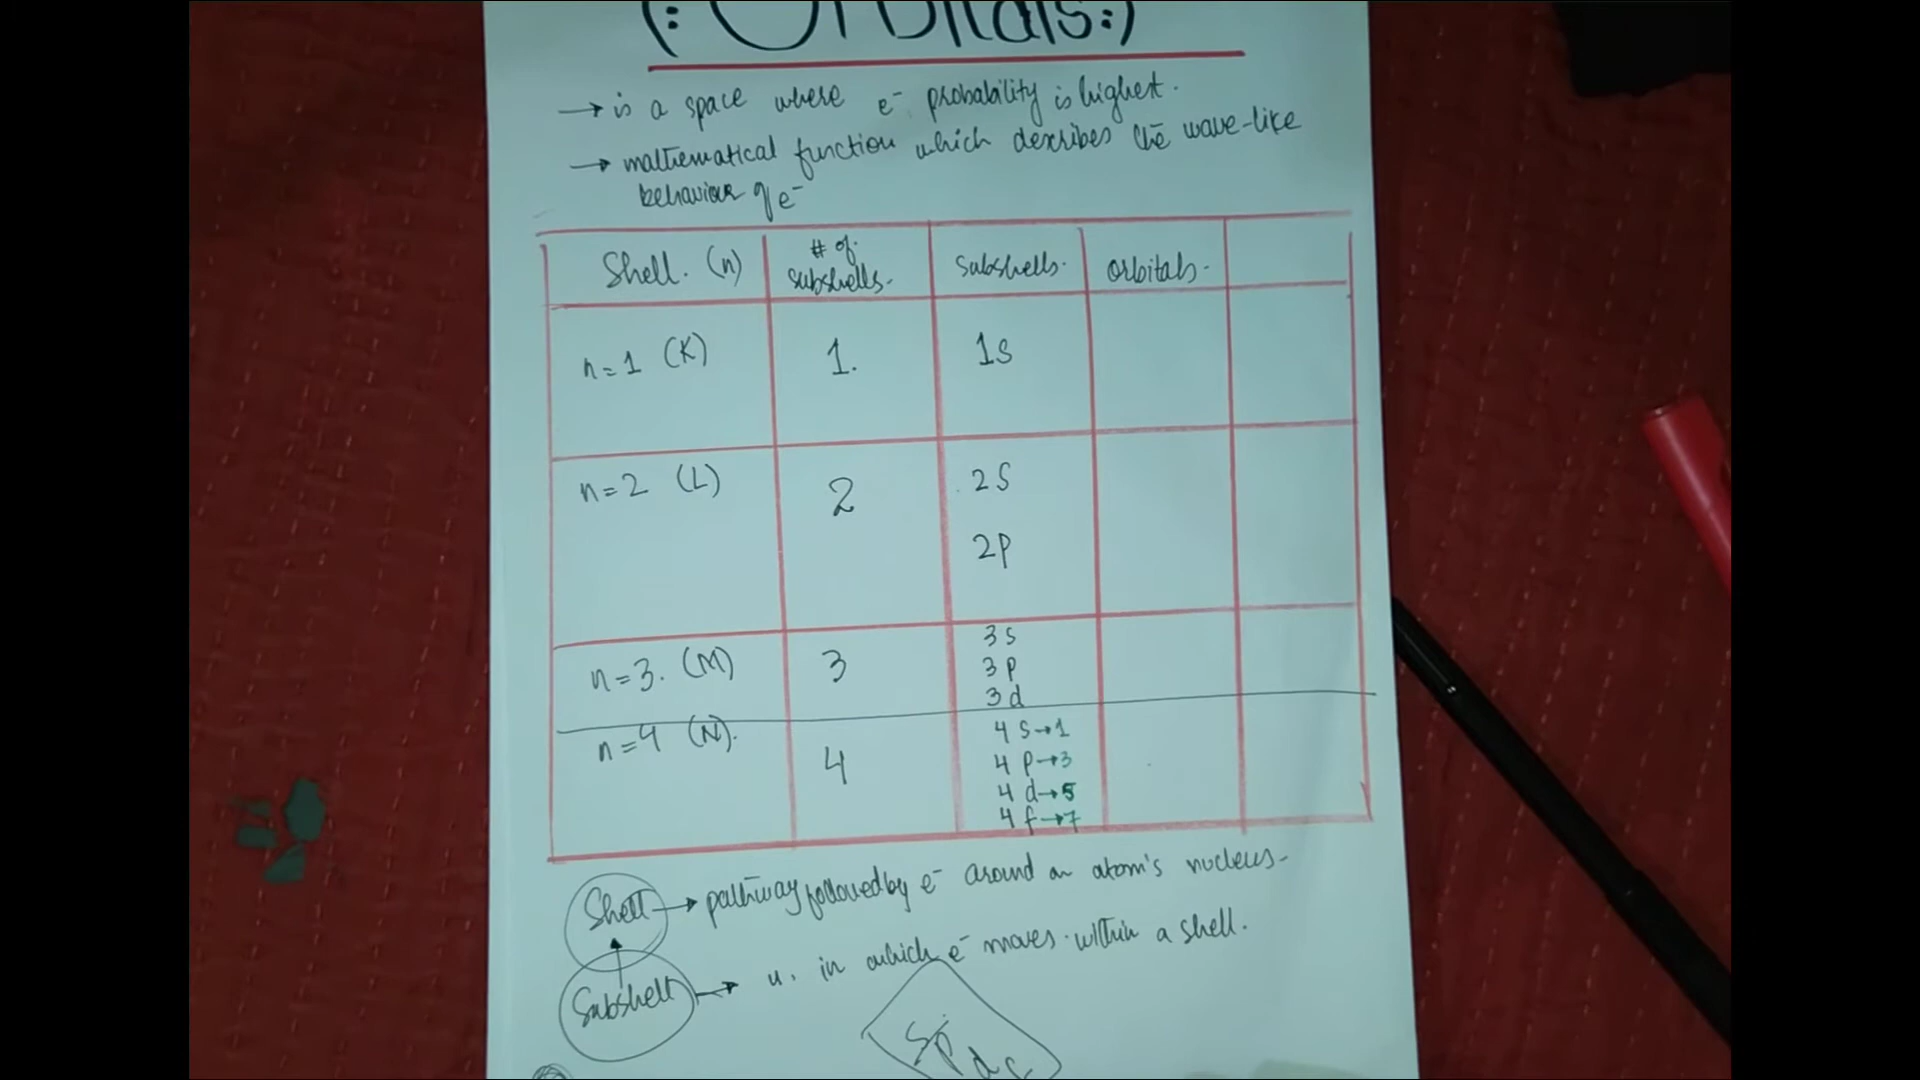 (: Orbitals:)
→ is a space where e⁻ probability is highest.
→ mathematical function which describes the wave-like
behaviour of e⁻
Shell. (n) # of subshells. Subshells. orbitals.
n=1 (K) 1. 1s
n=2 (L) 2 2s
2p
n=3. (M) 3 3s
3p
3d
n=4 (N). 4 4s→1
4p→3
4d→5
4f→7
Shell → pathway followed by e⁻ around an atom's nucleus.
Subshell → u. in which e⁻ moves within a shell.
sp
d